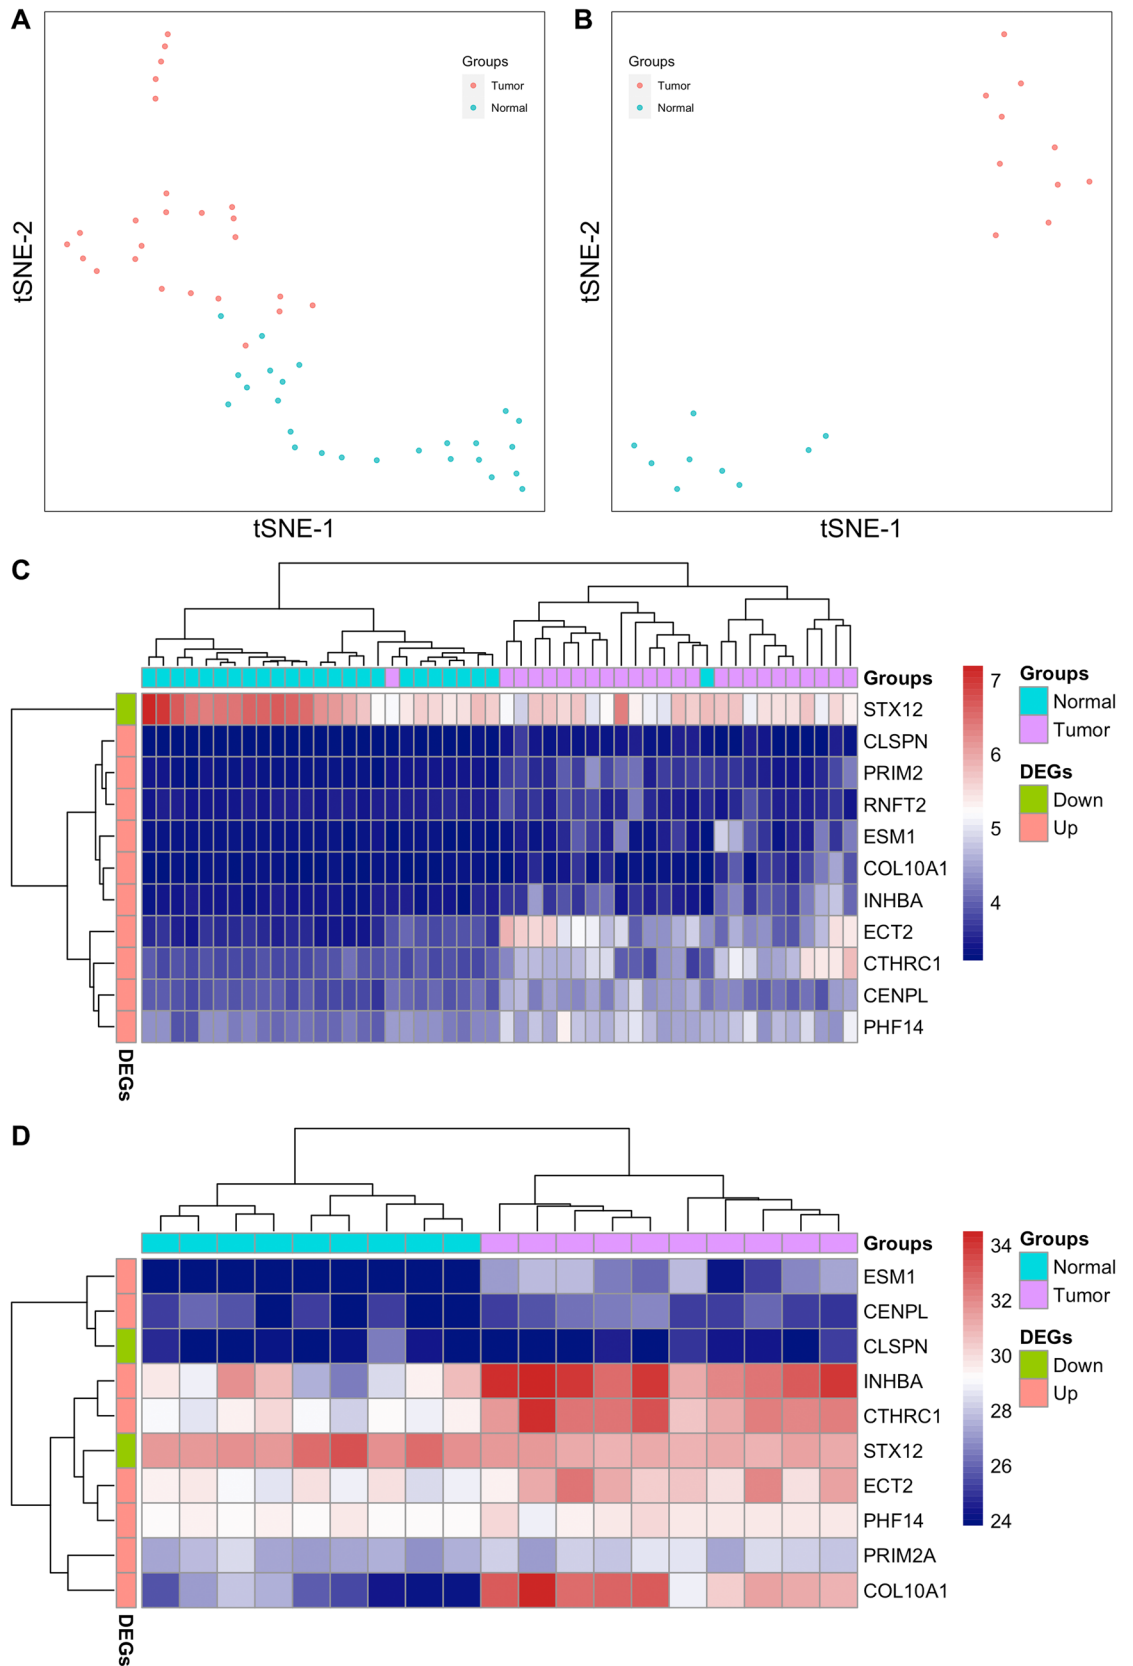 A
B
Groups
Tumor
Normal
Groups
Tumor
Normal
tSNE-2
tSNE-2
tSNE-1
tSNE-1
C
Groups
STX12
CLSPN
PRIM2
RNFT2
ESM1
COL10A1
INHBA
ECT2
CTHRC1
CENPL
PHF14
DEGs
7
6
5
4
Groups
Normal
Tumor
DEGs
Down
Up
D
Groups
ESM1
CENPL
CLSPN
INHBA
CTHRC1
STX12
ECT2
PHF14
PRIM2A
COL10A1
DEGs
34
32
30
28
26
24
Groups
Normal
Tumor
DEGs
Down
Up